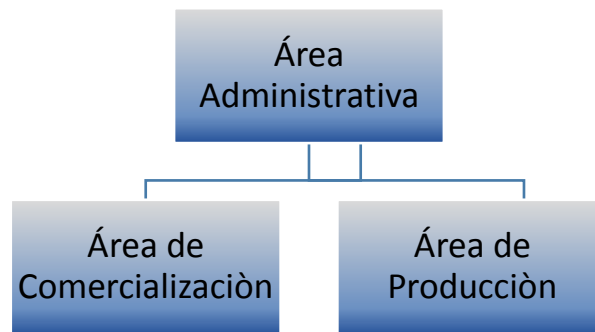 Área
Administrativa
Área de
Comercializaciòn
Área de
Producciòn